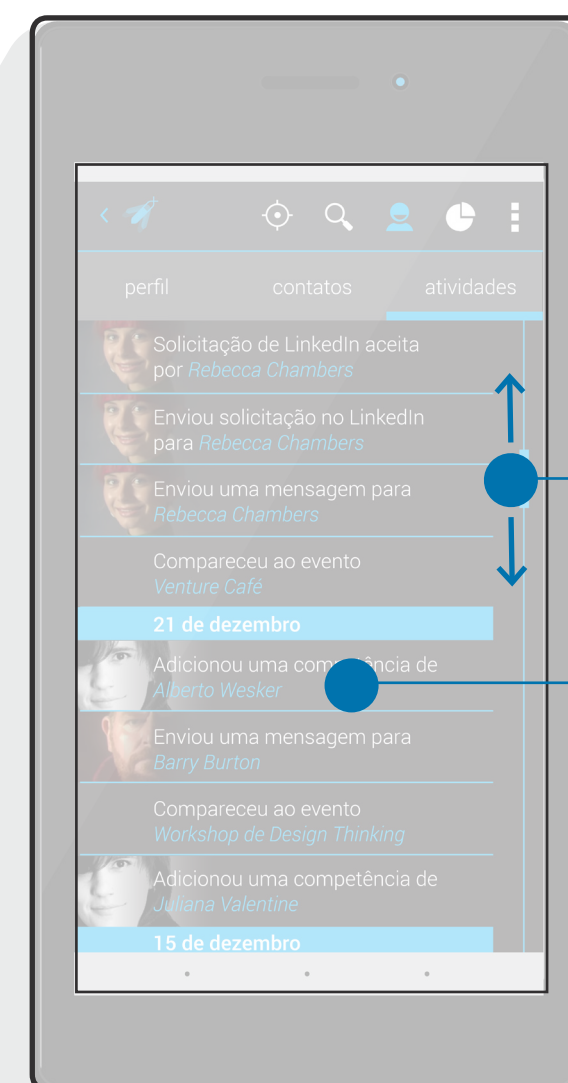 perfil contatos atividades
Solicitação de LinkedIn aceita
por Rebecca Chambers
Enviou solicitação no LinkedIn
para Rebecca Chambers
Enviou uma mensagem para
Rebecca Chambers
Compareceu ao evento
Venture Café
21 de dezembro
Adicionou uma competência de
Alberto Wesker
Enviou uma mensagem para
Barry Burton
Compareceu ao evento
Workshop de Design Thinking
Adicionou uma competência de
Juliana Valentine
15 de dezembro